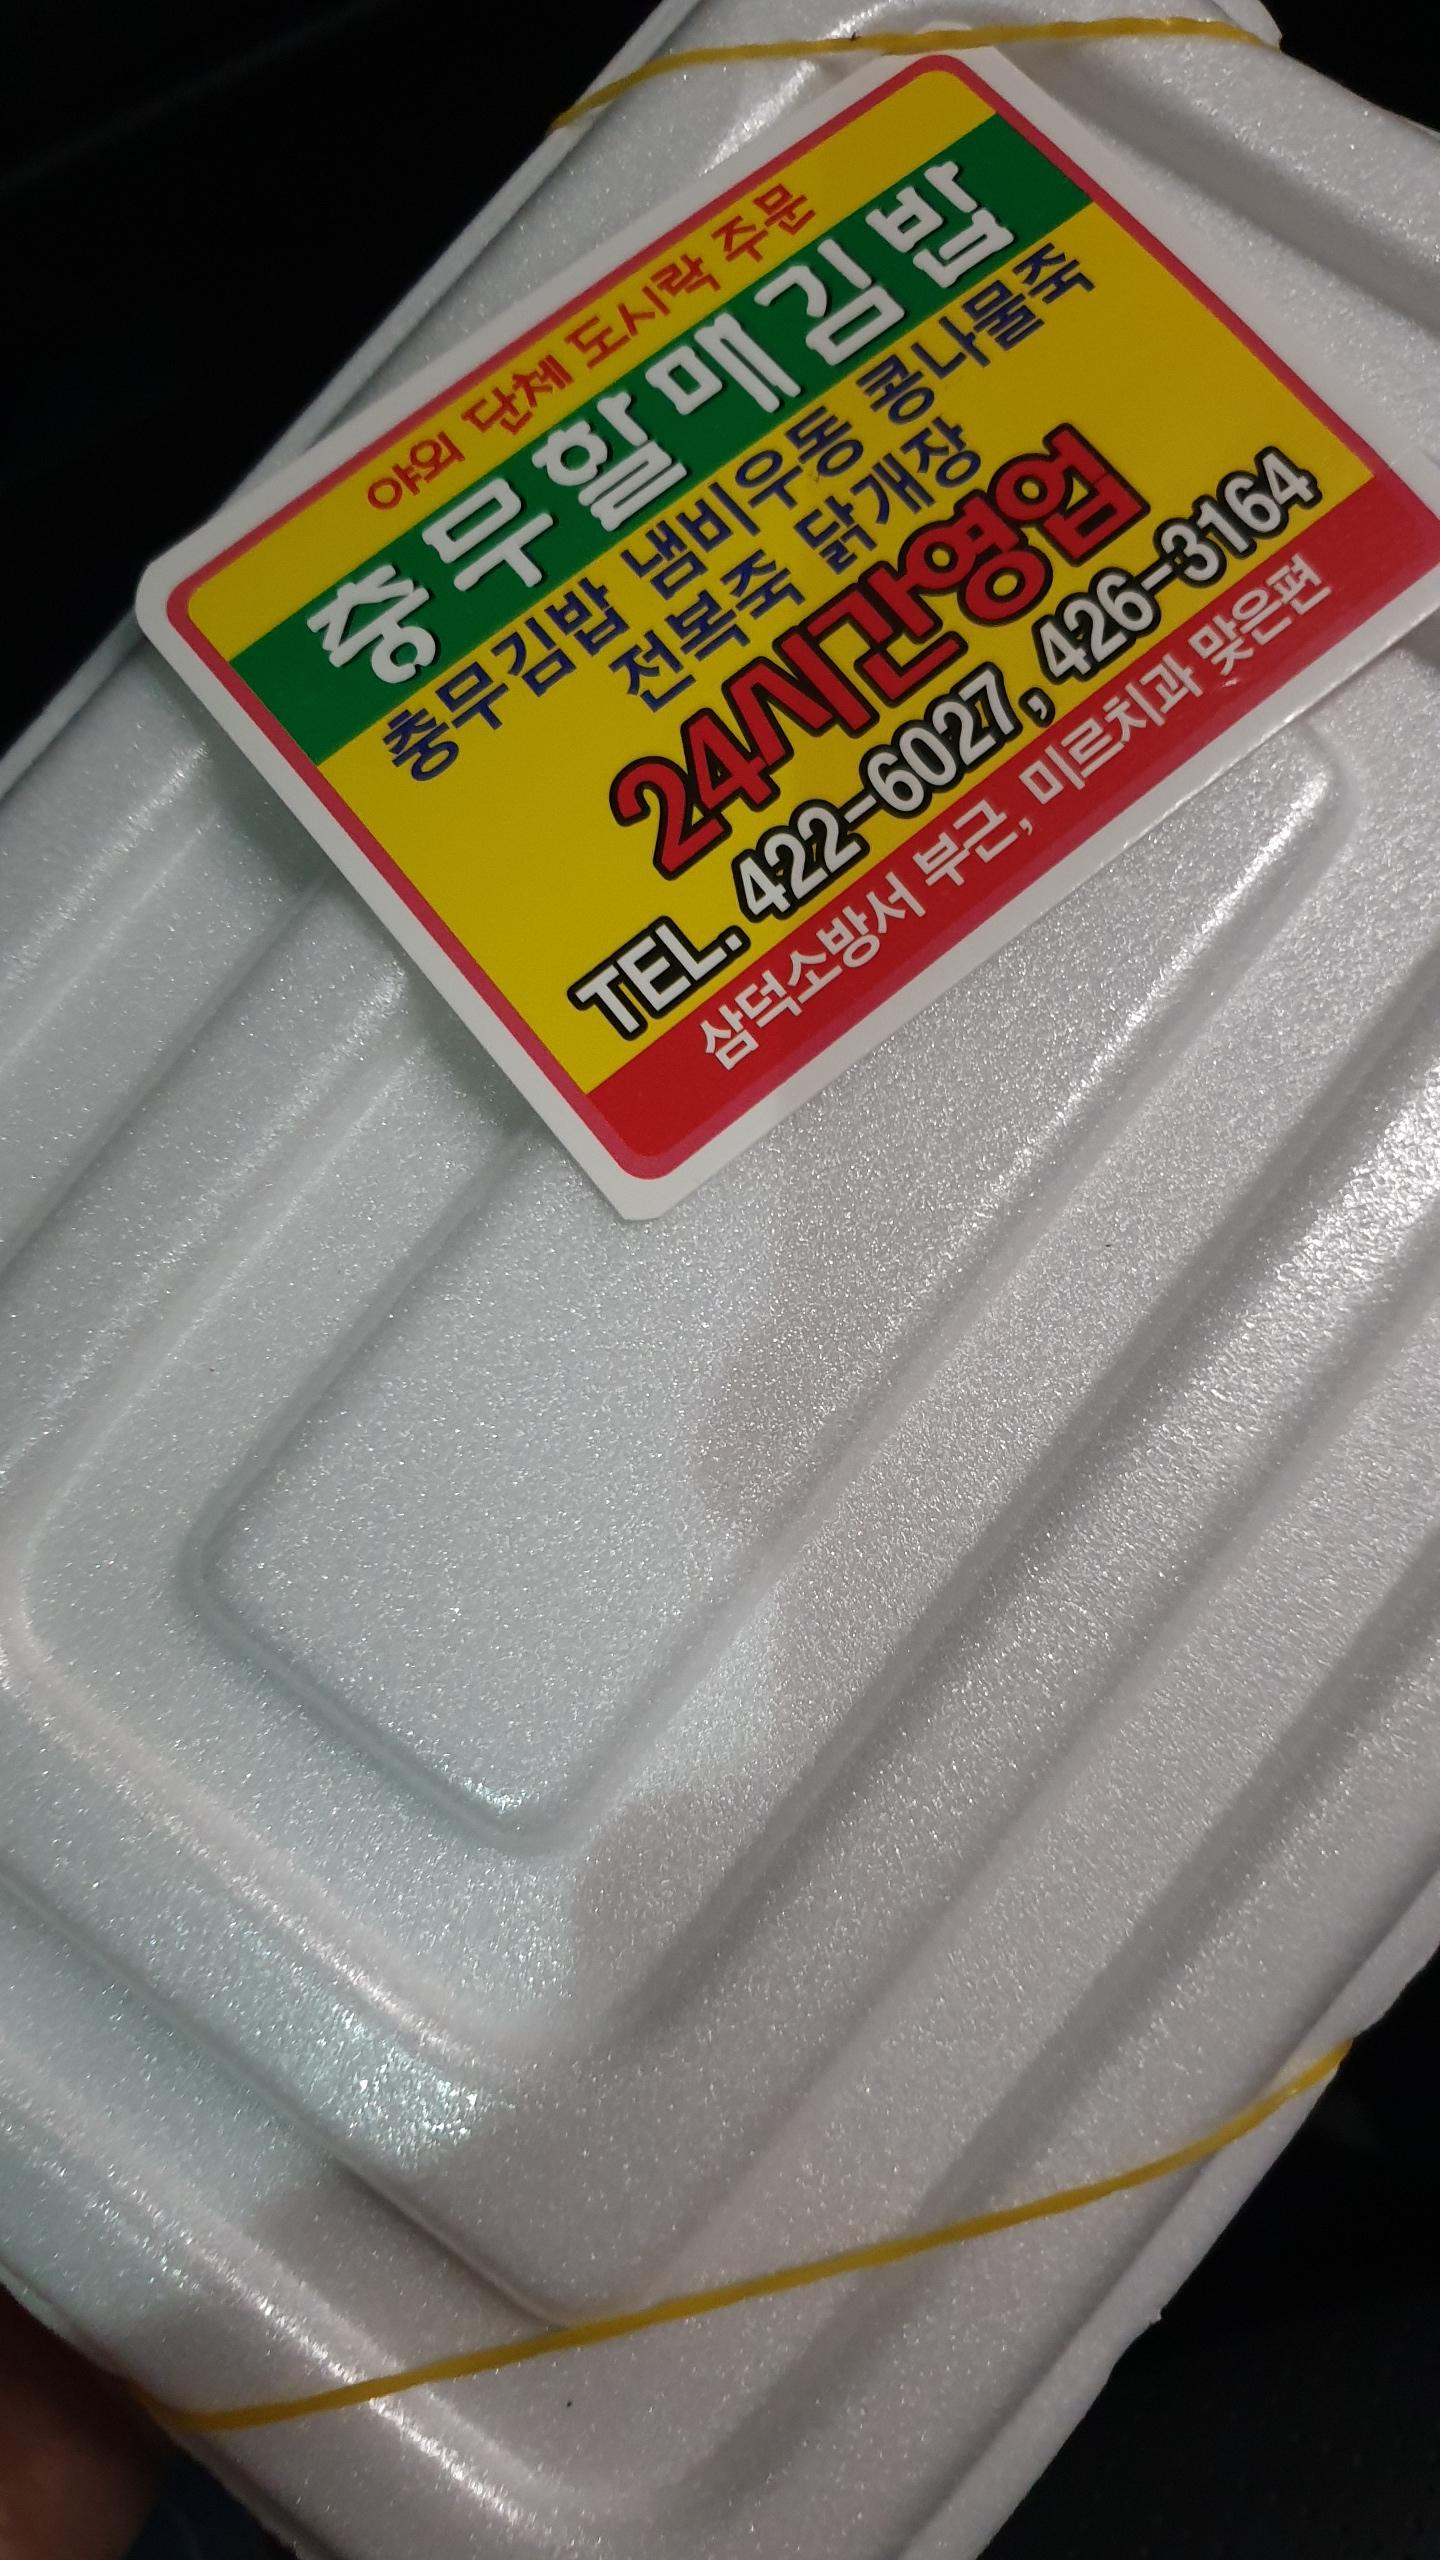 야외 단체 도시락 주문
충무할매김밥
충무김밥 냄비우동 콩나물죽
전복죽 닭개장
24시간영업
TEL. 422-6027, 426-3164
삼덕소방서 부근, 미르치과 맞은편